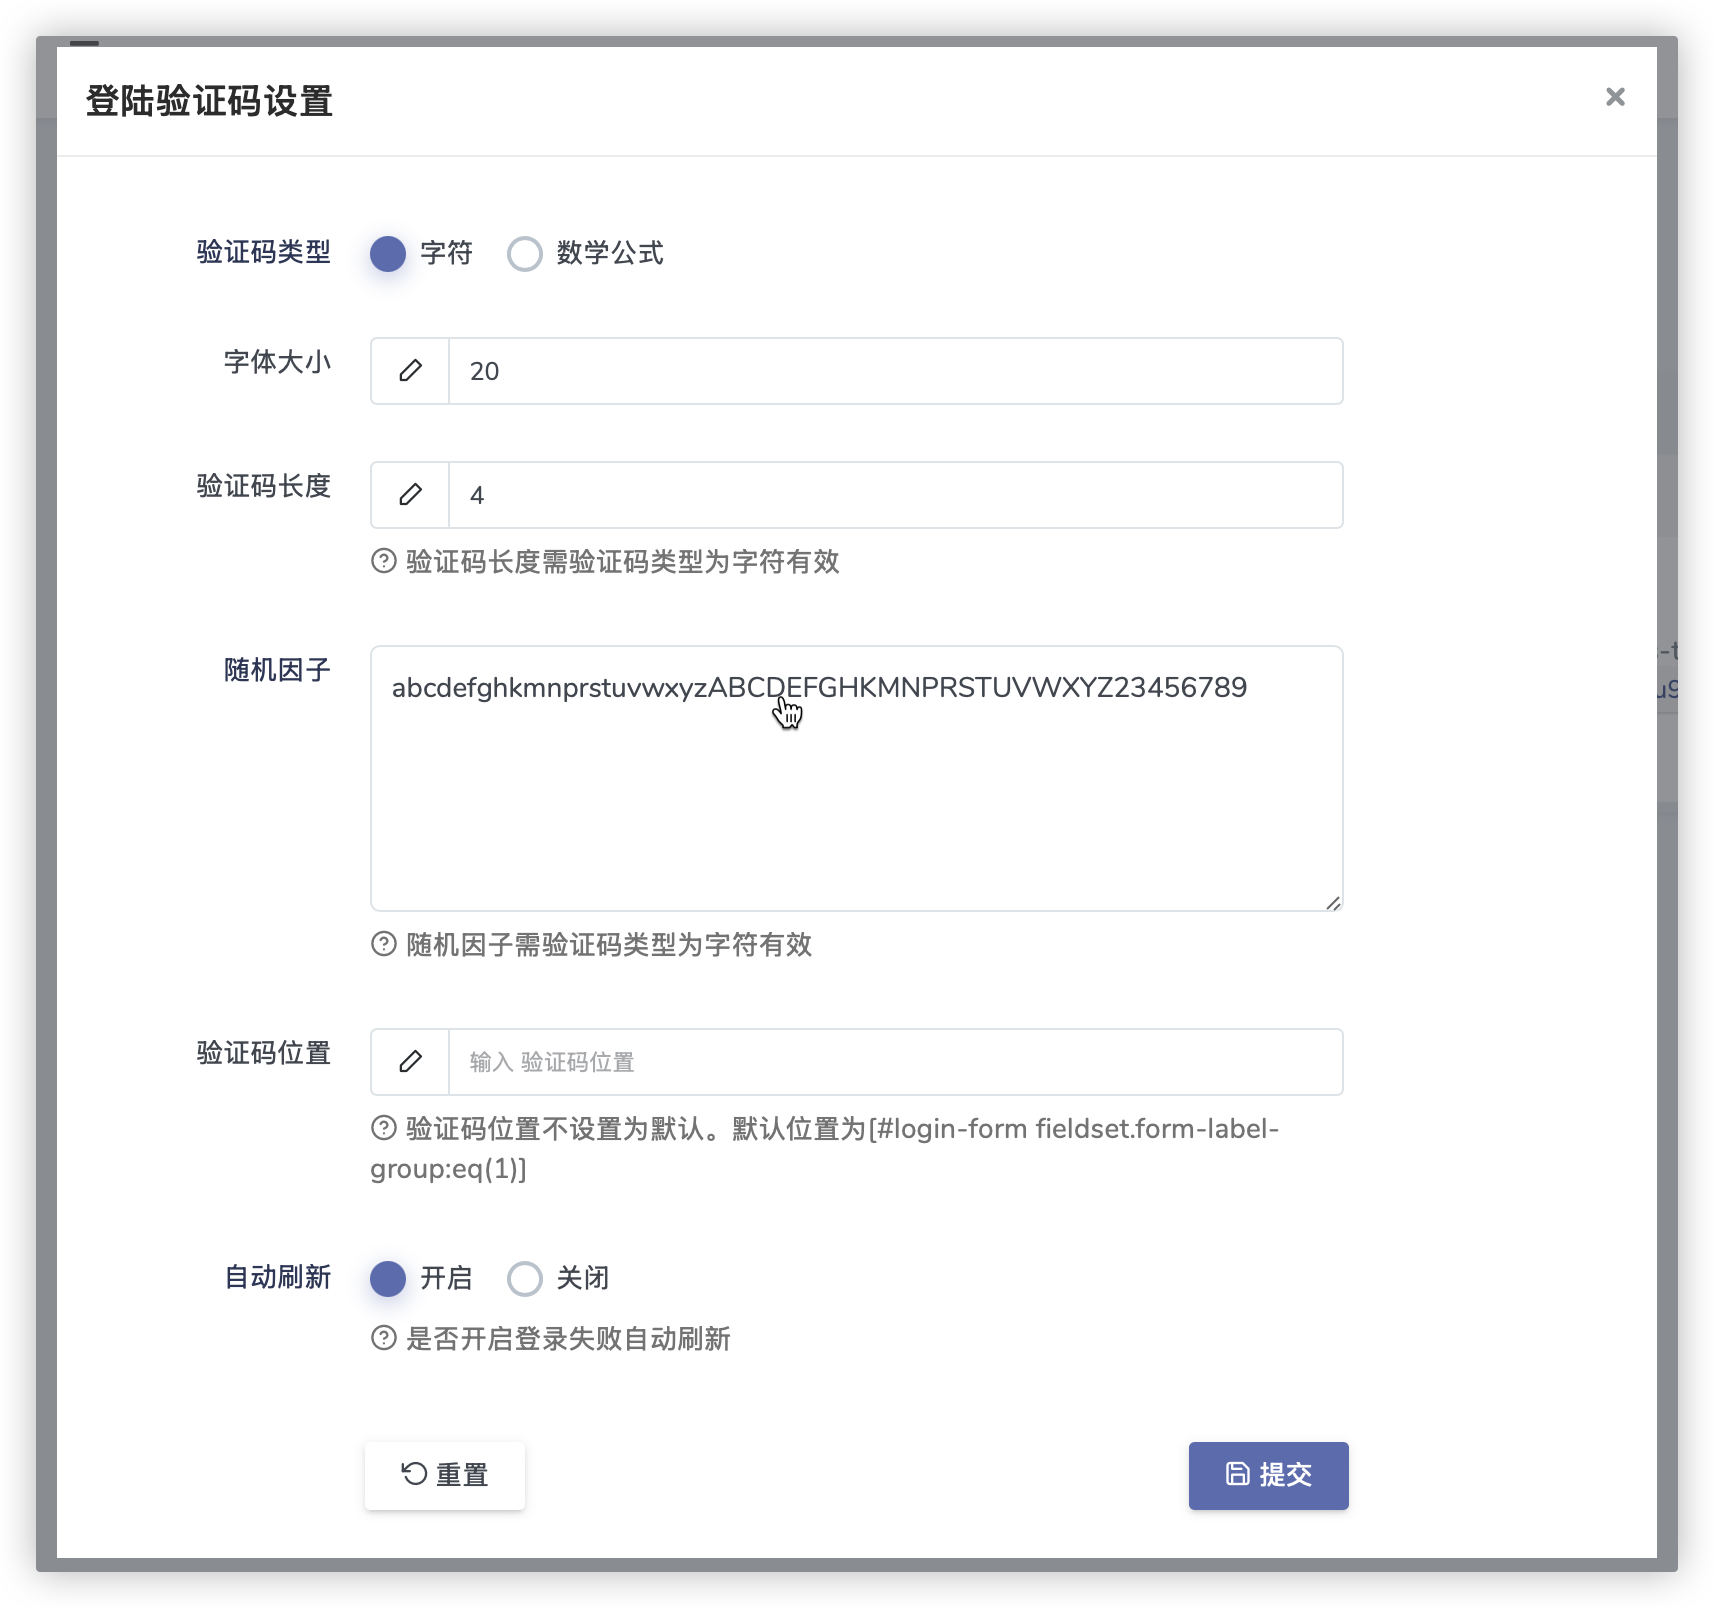 登陆验证码设置
验证码类型 字符 数学公式
字体大小 20
验证码长度 4
验证码长度需验证码类型为字符有效
随机因子 abcdefghkmnprstuvwxyzABCDEFGHKMNPRSTUVWXYZ23456789
随机因子需验证码类型为字符有效
验证码位置 输入 验证码位置
验证码位置不设置为默认。默认位置为[#login-form fieldset.form-label-
group:eq(1)]
自动刷新 开启 关闭
是否开启登录失败自动刷新
重置 提交